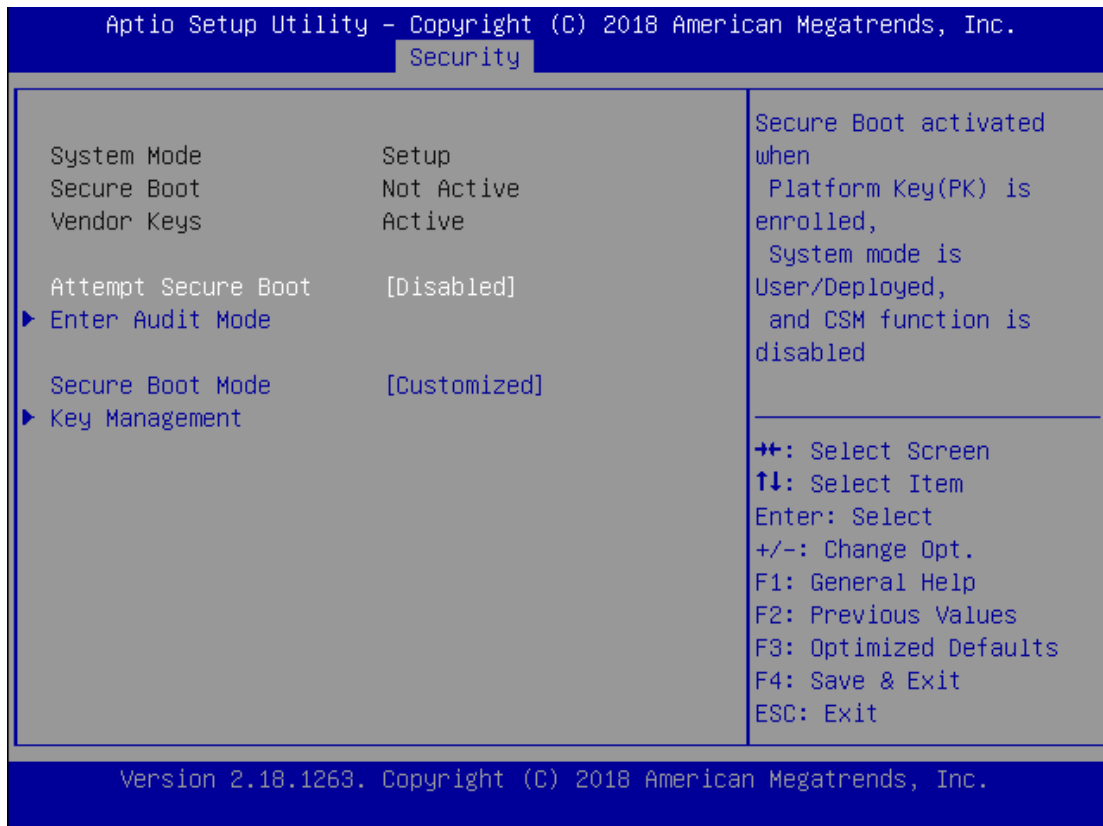 Aptio Setup Utility – Copyright (C) 2018 American Megatrends, Inc.
Security
System Mode Setup
Secure Boot Not Active
Vendor Keys Active
Attempt Secure Boot [Disabled]
Enter Audit Mode
Secure Boot Mode [Customized]
Key Management
Secure Boot activated
when
Platform Key(PK) is
enrolled,
System mode is
User/Deployed,
and CSM function is
disabled
→←: Select Screen
↑↓: Select Item
Enter: Select
+/-: Change Opt.
F1: General Help
F2: Previous Values
F3: Optimized Defaults
F4: Save & Exit
ESC: Exit
Version 2.18.1263. Copyright (C) 2018 American Megatrends, Inc.